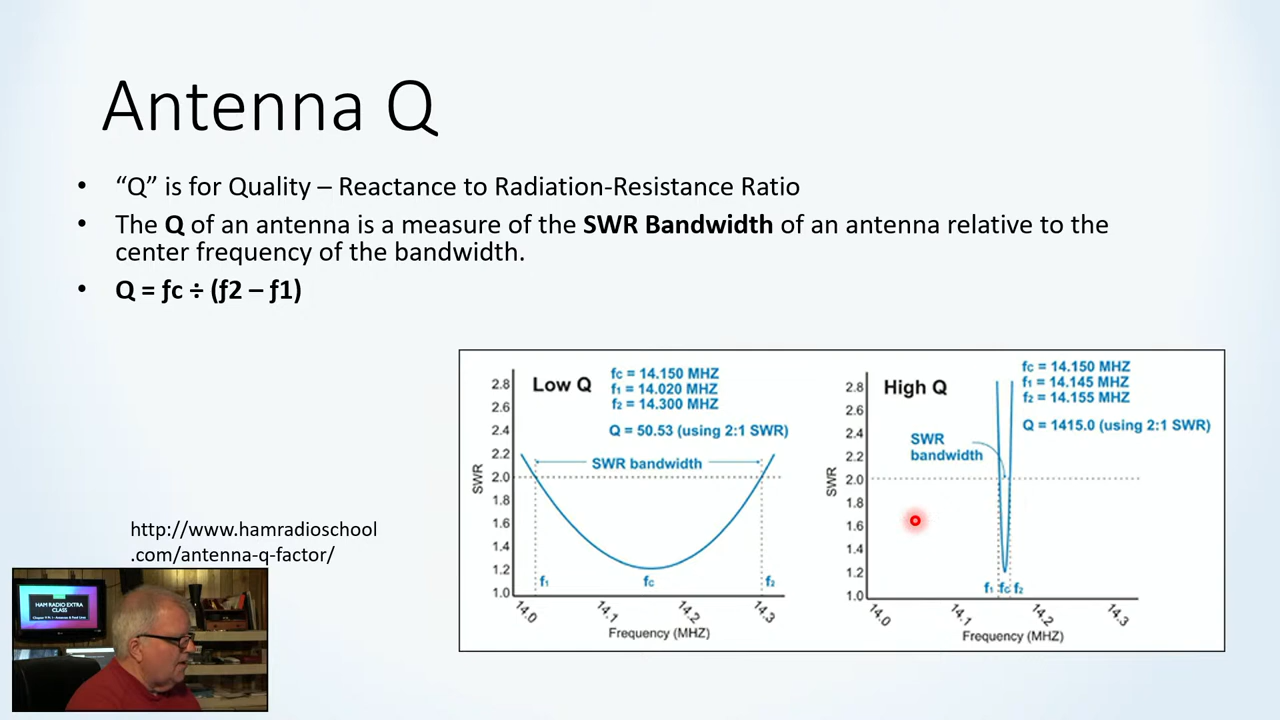 Antenna Q
• “Q” is for Quality – Reactance to Radiation-Resistance Ratio
• The Q of an antenna is a measure of the SWR Bandwidth of an antenna relative to the
center frequency of the bandwidth.
• Q = fc ÷ (f2 – f1)
http://www.hamradioschool
.com/antenna-q-factor/
Low Q
fc = 14.150 MHZ
f1 = 14.020 MHZ
f2 = 14.300 MHZ
Q = 50.53 (using 2:1 SWR)
SWR bandwidth
2.8
2.6
2.4
2.2
2.0
1.8
1.6
1.4
1.2
1.0
SWR
f1 fc f2
14.0 14.1 14.2 14.3
Frequency (MHZ)
High Q
fc = 14.150 MHZ
f1 = 14.145 MHZ
f2 = 14.155 MHZ
Q = 1415.0 (using 2:1 SWR)
SWR
bandwidth
2.8
2.6
2.4
2.2
2.0
1.8
1.6
1.4
1.2
1.0
SWR
f1 fc f2
14.0 14.1 14.2 14.3
Frequency (MHZ)
HAM RADIO EXTRA
CLASS